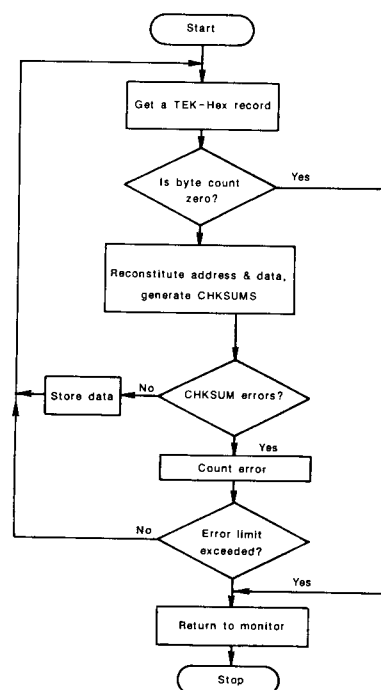 Start
Get a TEK-Hex record
Is byte count
zero?
Yes
Reconstitute address & data,
generate CHKSUMS
Store data
No
CHKSUM errors?
Yes
Count error
No
Error limit
exceeded?
Yes
Return to monitor
Stop